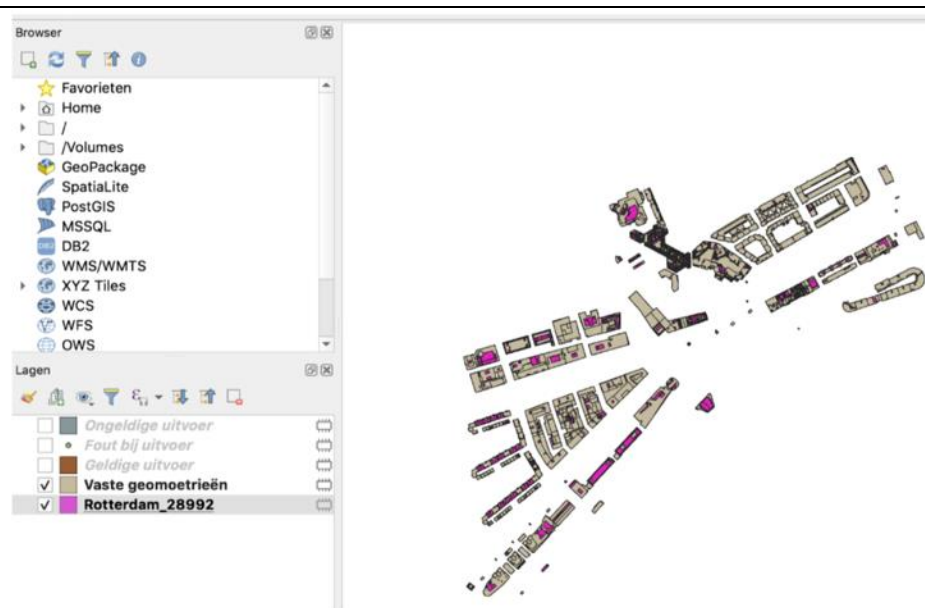 Browser
Favorieten
Home
/
/Volumes
GeoPackage
SpatiaLite
PostGIS
MSSQL
DB2
WMS/WMTS
XYZ Tiles
WCS
WFS
OWS
Lagen
Ongeldige uitvoer
Fout bij uitvoer
Geldige uitvoer
Vaste geomoetrieën
Rotterdam_28992